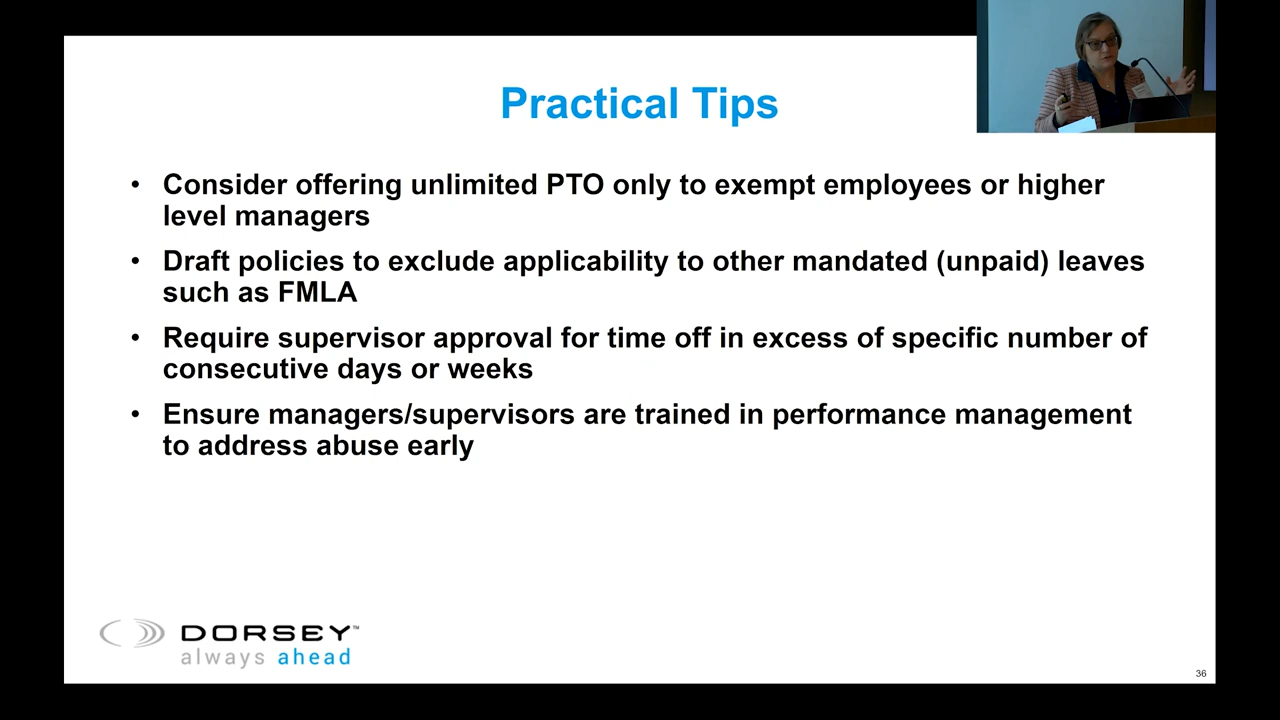 Practical Tips
• Consider offering unlimited PTO only to exempt employees or higher
level managers
• Draft policies to exclude applicability to other mandated (unpaid) leaves
such as FMLA
• Require supervisor approval for time off in excess of specific number of
consecutive days or weeks
• Ensure managers/supervisors are trained in performance management
to address abuse early
DORSEY™
always ahead
36